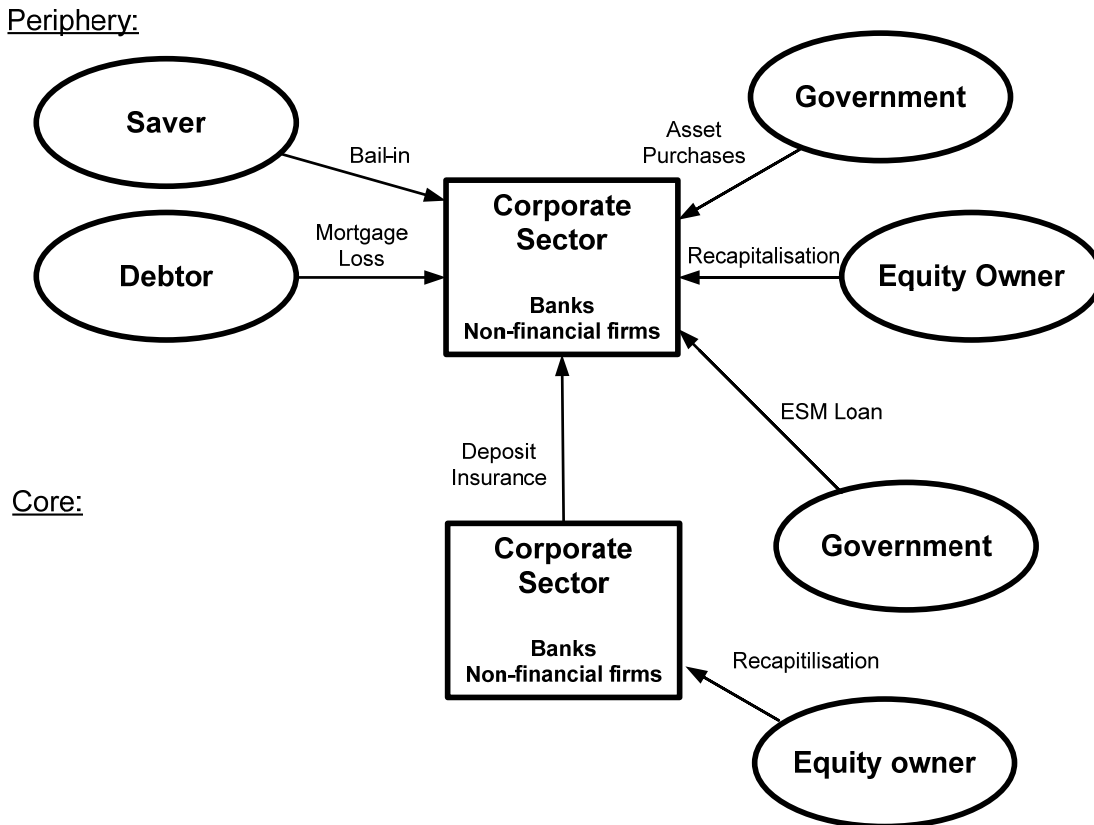 Periphery:
Saver
Government
Bail-in
Asset
Purchases
Corporate
Sector
Banks
Non-financial firms
Debtor
Mortgage
Loss
Recapitalisation
Equity Owner
ESM Loan
Deposit
Insurance
Core:
Government
Corporate
Sector
Banks
Non-financial firms
Recapitilisation
Equity owner